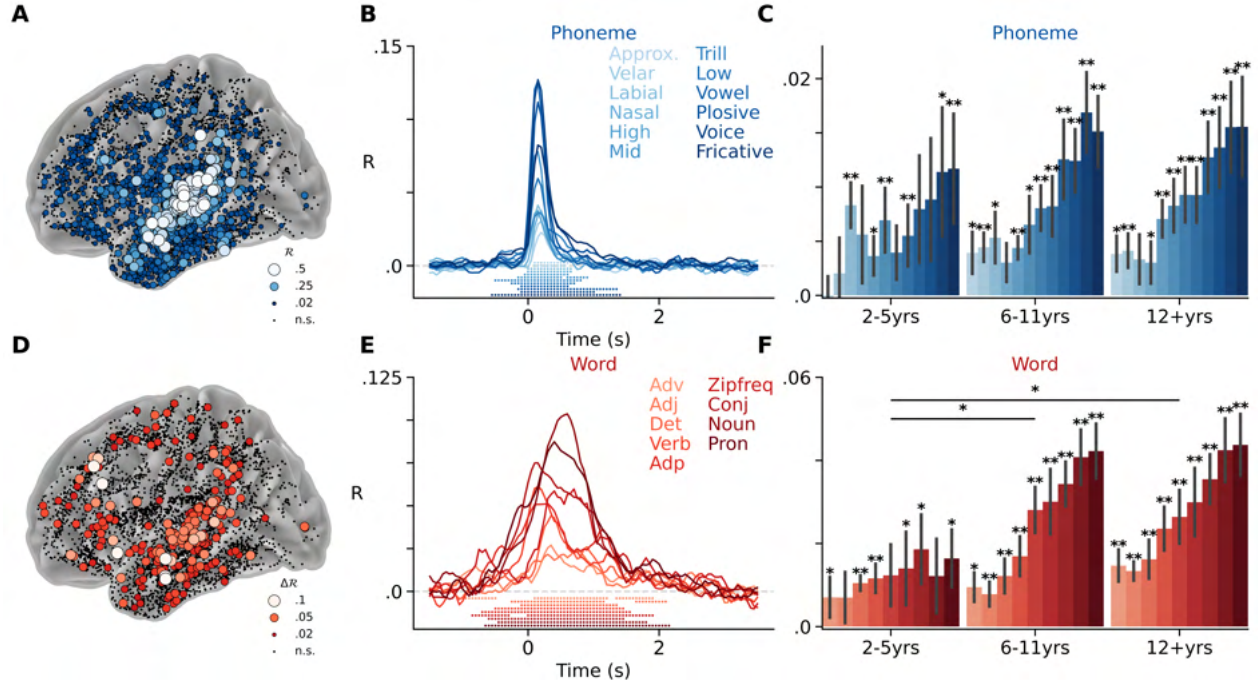 A
R
.5
.25
.02
n.s.
B
Phoneme
.15
R
.0
Approx.
Velar
Labial
Nasal
High
Mid
Trill
Low
Vowel
Plosive
Voice
Fricative
0
2
Time (s)
C
Phoneme
.02
.0
* ** * ** ** * **
* ** * ** * ** ** ** ** ** **
** ** * ** ** ** ** ** ** ** **
2-5yrs
6-11yrs
12+yrs
D
ΔR
.1
.05
.02
n.s.
E
Word
.125
R
.0
Adv
Adj
Det
Verb
Adp
Zipfreq
Conj
Noun
Pron
0
2
Time (s)
F
Word
.06
.0
*
*
* ** ** * * *
* ** ** ** ** ** ** ** **
** ** ** ** ** ** ** ** **
2-5yrs
6-11yrs
12+yrs